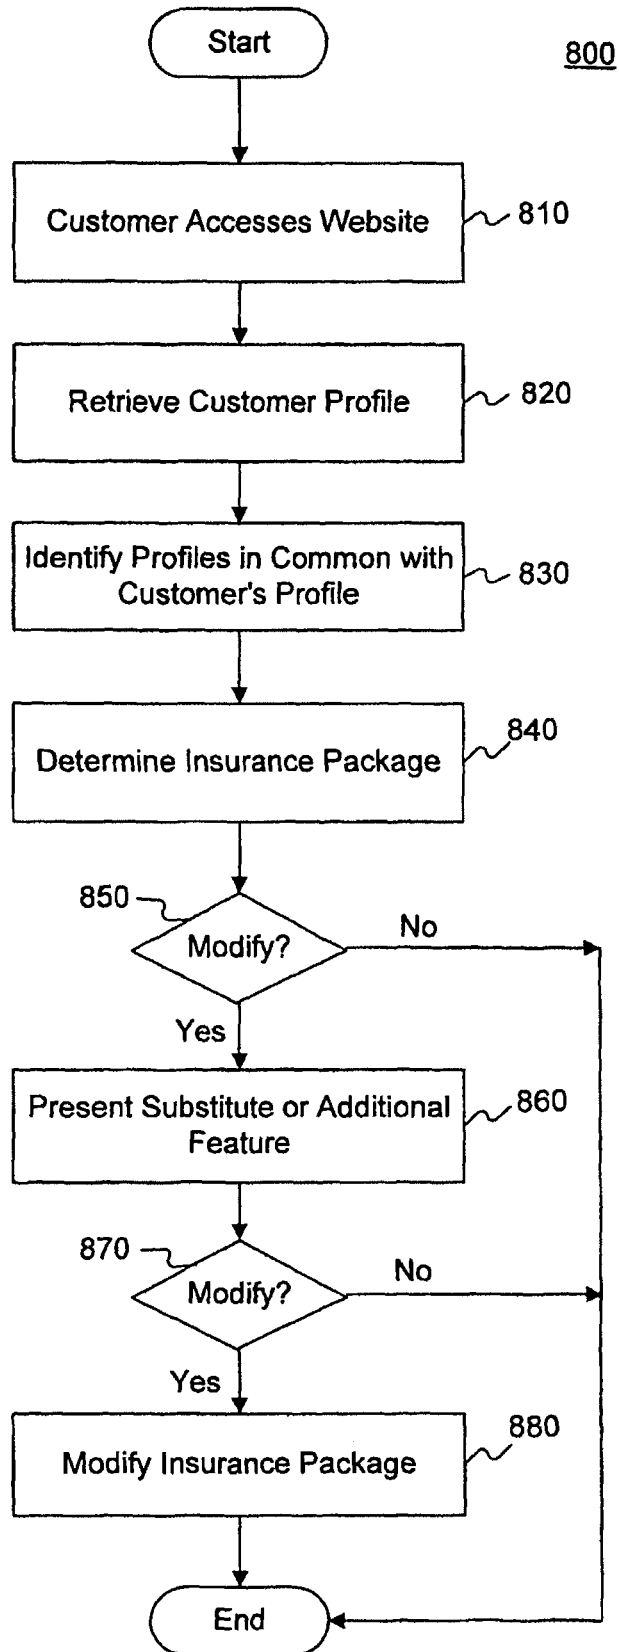 Start
800
Customer Accesses Website
810
Retrieve Customer Profile
820
Identify Profiles in Common with
Customer's Profile
830
Determine Insurance Package
840
850
Modify?
No
Yes
Present Substitute or Additional
Feature
860
870
Modify?
No
Yes
Modify Insurance Package
880
End